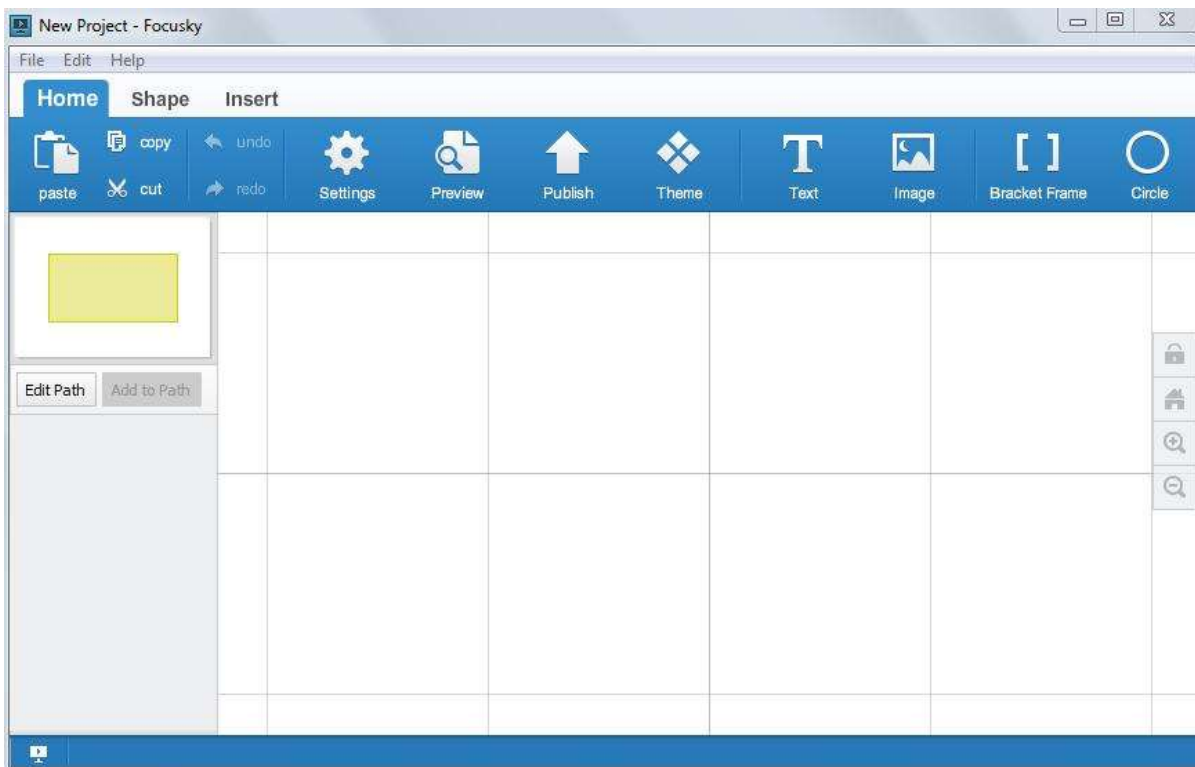 New Project - Focusky
File Edit Help
Home Shape Insert
paste copy cut undo redo Settings Preview Publish Theme Text Image Bracket Frame Circle
Edit Path Add to Path